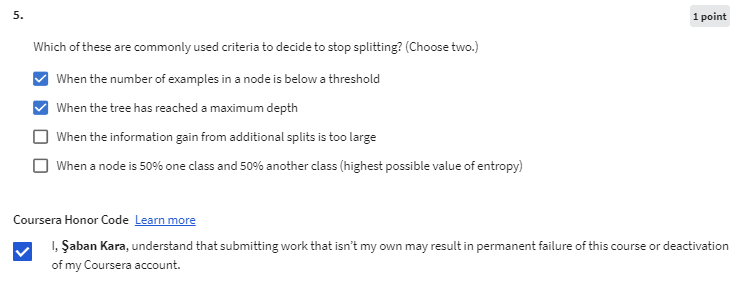 5.
1 point
Which of these are commonly used criteria to decide to stop splitting? (Choose two.)
When the number of examples in a node is below a threshold
When the tree has reached a maximum depth
When the information gain from additional splits is too large
When a node is 50% one class and 50% another class (highest possible value of entropy)
Coursera Honor Code Learn more
I, Şaban Kara, understand that submitting work that isn't my own may result in permanent failure of this course or deactivation
of my Coursera account.